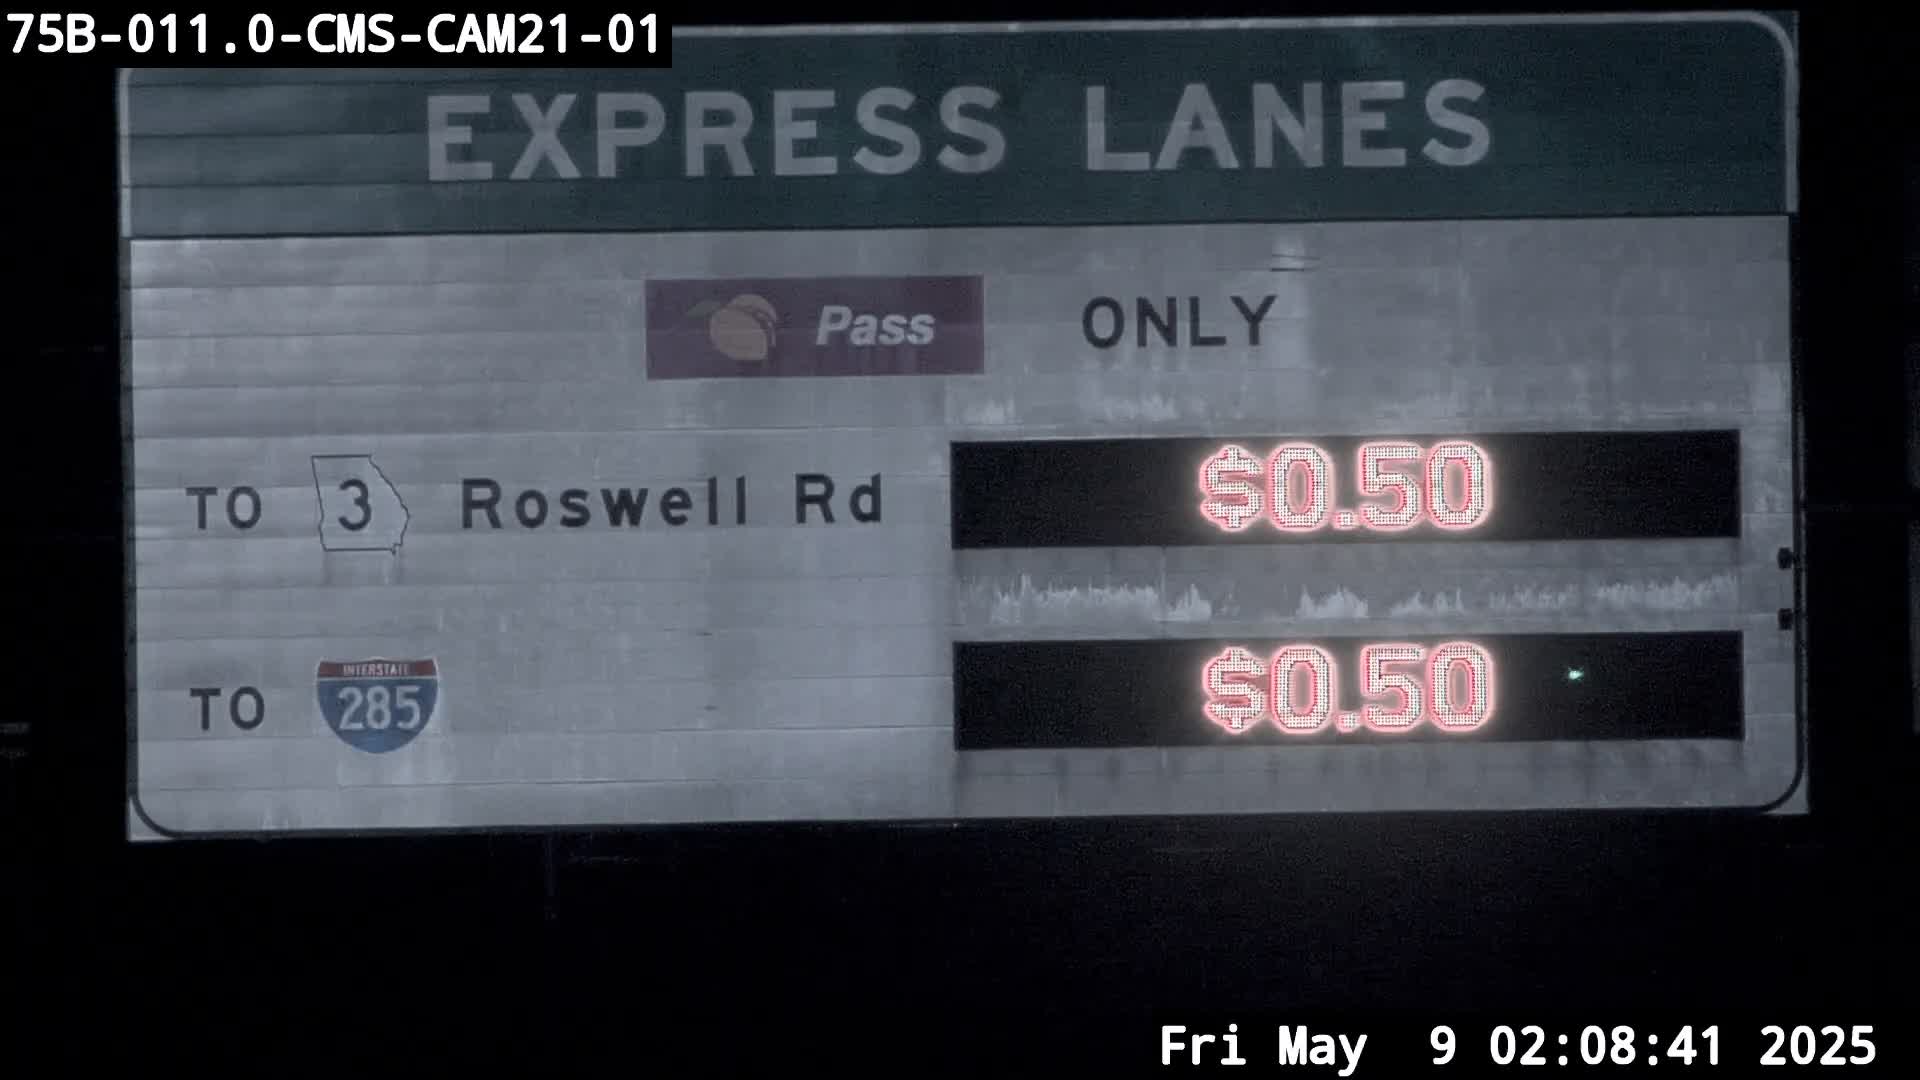 75B-011.0-CMS-CAM21-01
EXPRESS LANES
Pass ONLY
TO 3 Roswell Rd $0.50
INTERSTATE
TO 285 $0.50
Fri May 9 02:08:41 2025